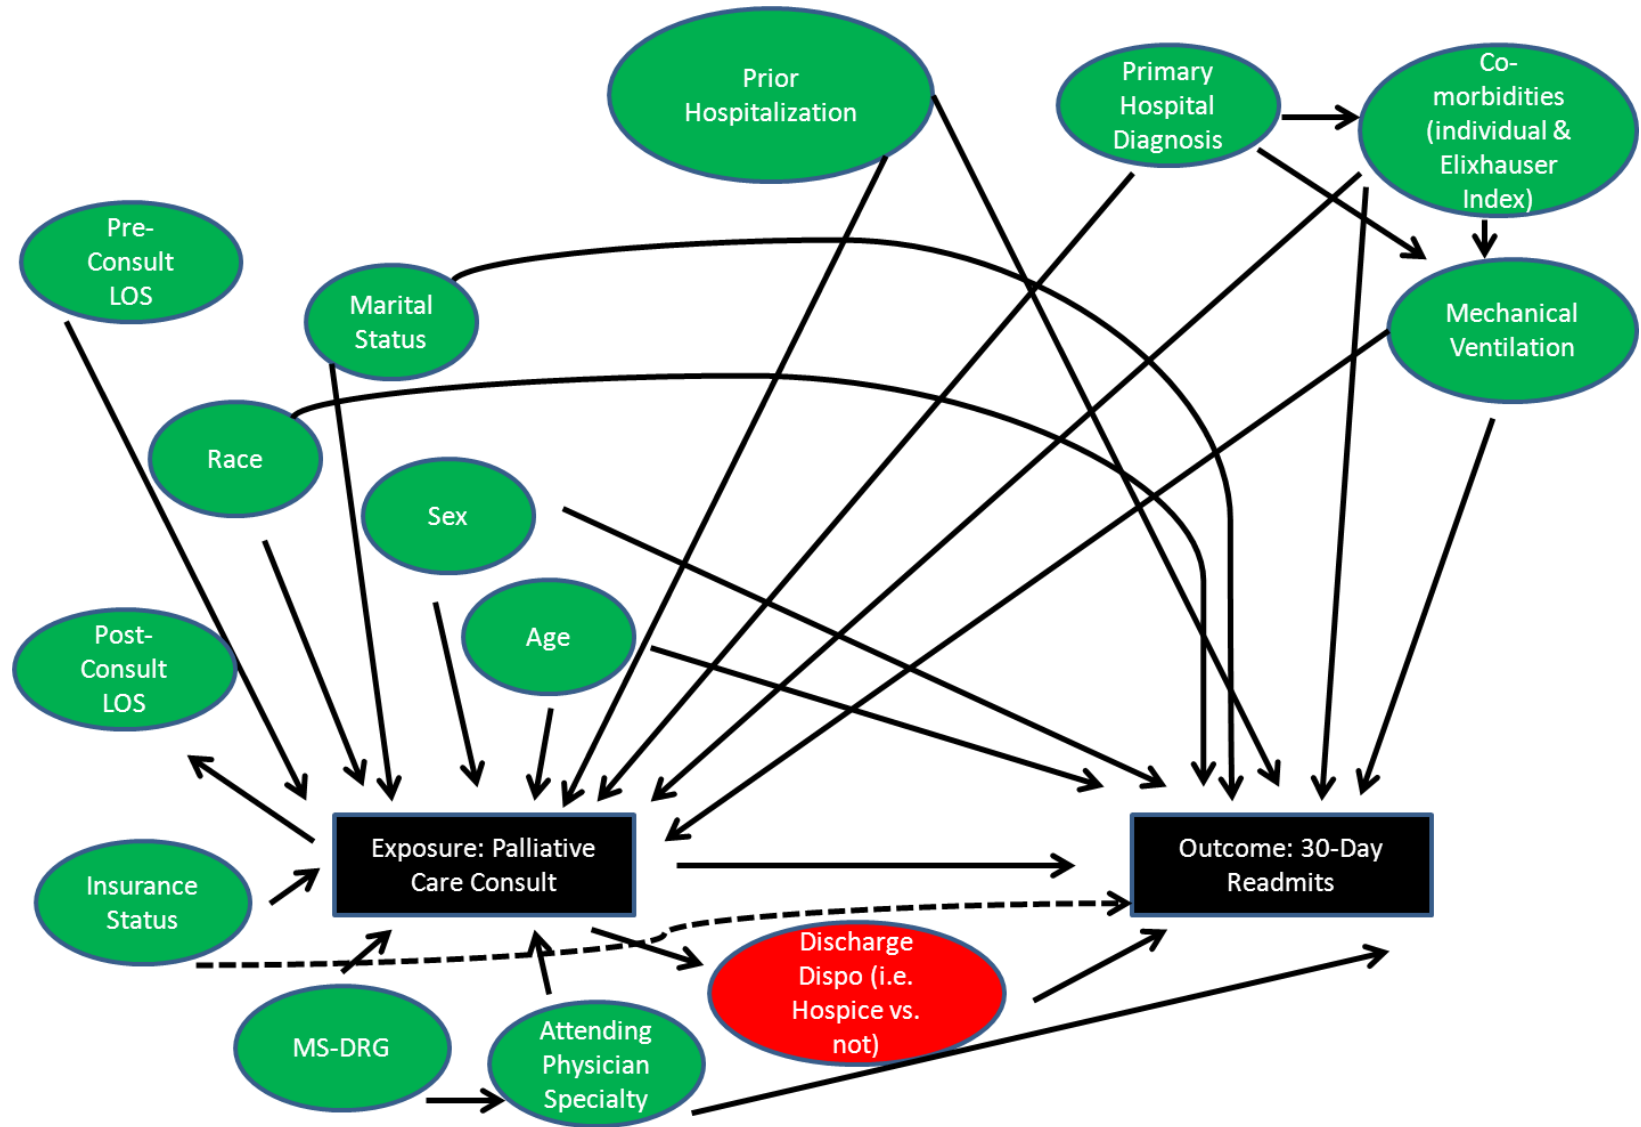 Prior
Hospitalization
Primary
Hospital
Diagnosis
Co-
morbidities
(individual &
Elixhauser
Index)
Pre-
Consult
LOS
Marital
Status
Mechanical
Ventilation
Race
Sex
Age
Post-
Consult
LOS
Exposure: Palliative
Care Consult
Outcome: 30-Day
Readmits
Insurance
Status
Discharge
Dispo (i.e.
Hospice vs.
not)
MS-DRG
Attending
Physician
Specialty